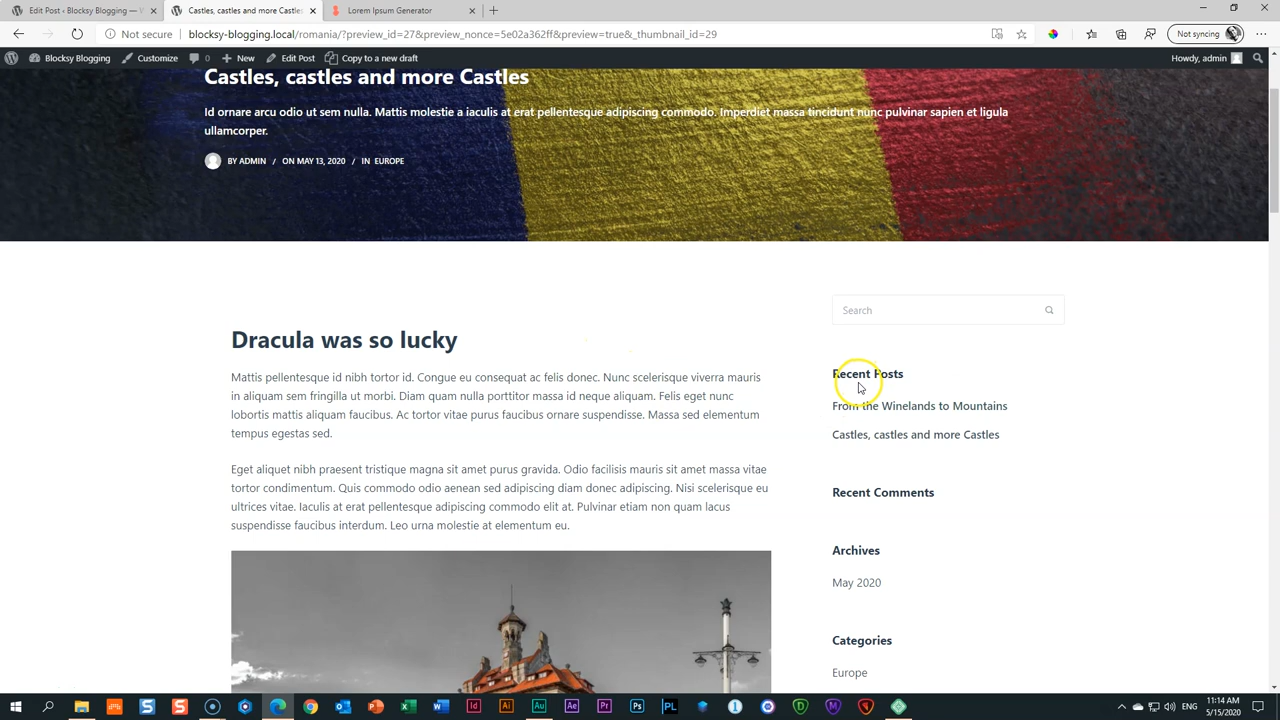 Edit Post ‹ Blocksy Blogging — W
Castles, castles and more Castles
Lorem Ipsum Generator
Not secure
blocksy-blogging.local/romania/?preview_id=27&preview_nonce=5e02a362ff&preview=true&_thumbnail_id=29
Not syncing
Blocksy Blogging
Customize
0
New
Edit Post
Copy to a new draft
Howdy, admin
Castles, castles and more Castles
Id ornare arcu odio ut sem nulla. Mattis molestie a iaculis at erat pellentesque adipiscing commodo. Imperdiet massa tincidunt nunc pulvinar sapien et ligula
ullamcorper.
BY ADMIN / ON MAY 13, 2020 / IN EUROPE
Search
Dracula was so lucky
Mattis pellentesque id nibh tortor id. Congue eu consequat ac felis donec. Nunc scelerisque viverra mauris
in aliquam sem fringilla ut morbi. Diam quam nulla porttitor massa id neque aliquam. Felis eget nunc
lobortis mattis aliquam faucibus. Ac tortor vitae purus faucibus ornare suspendisse. Massa sed elementum
tempus egestas sed.
Eget aliquet nibh praesent tristique magna sit amet purus gravida. Odio facilisis mauris sit amet massa vitae
tortor condimentum. Quis commodo odio aenean sed adipiscing diam donec adipiscing. Nisi scelerisque eu
ultrices vitae. Iaculis at erat pellentesque adipiscing commodo elit at. Pulvinar etiam non quam lacus
suspendisse faucibus interdum. Leo urna molestie at elementum eu.
Recent Posts
From the Winelands to Mountains
Castles, castles and more Castles
Recent Comments
Archives
May 2020
Categories
Europe
ENG
11:14 AM
5/15/2020